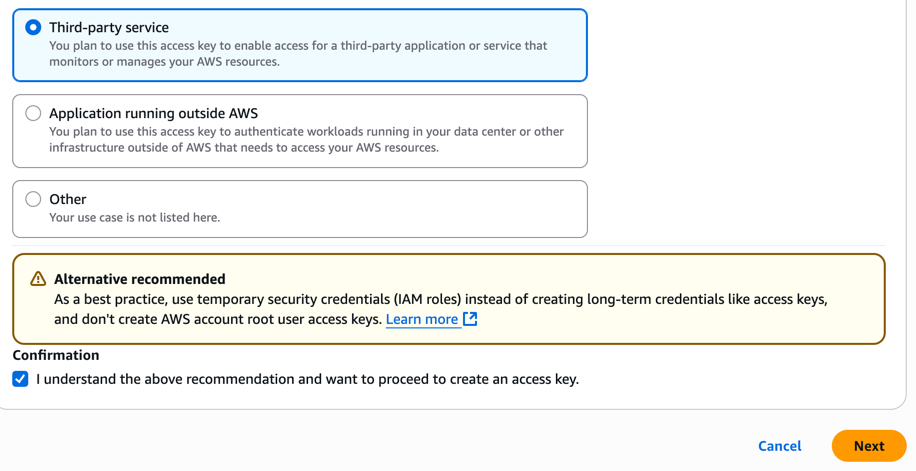 Third-party service
You plan to use this access key to enable access for a third-party application or service that
monitors or manages your AWS resources.
Application running outside AWS
You plan to use this access key to authenticate workloads running in your data center or other
infrastructure outside of AWS that needs to access your AWS resources.
Other
Your use case is not listed here.
Alternative recommended
As a best practice, use temporary security credentials (IAM roles) instead of creating long-term credentials like access keys,
and don't create AWS account root user access keys. Learn more
Confirmation
I understand the above recommendation and want to proceed to create an access key.
Cancel Next